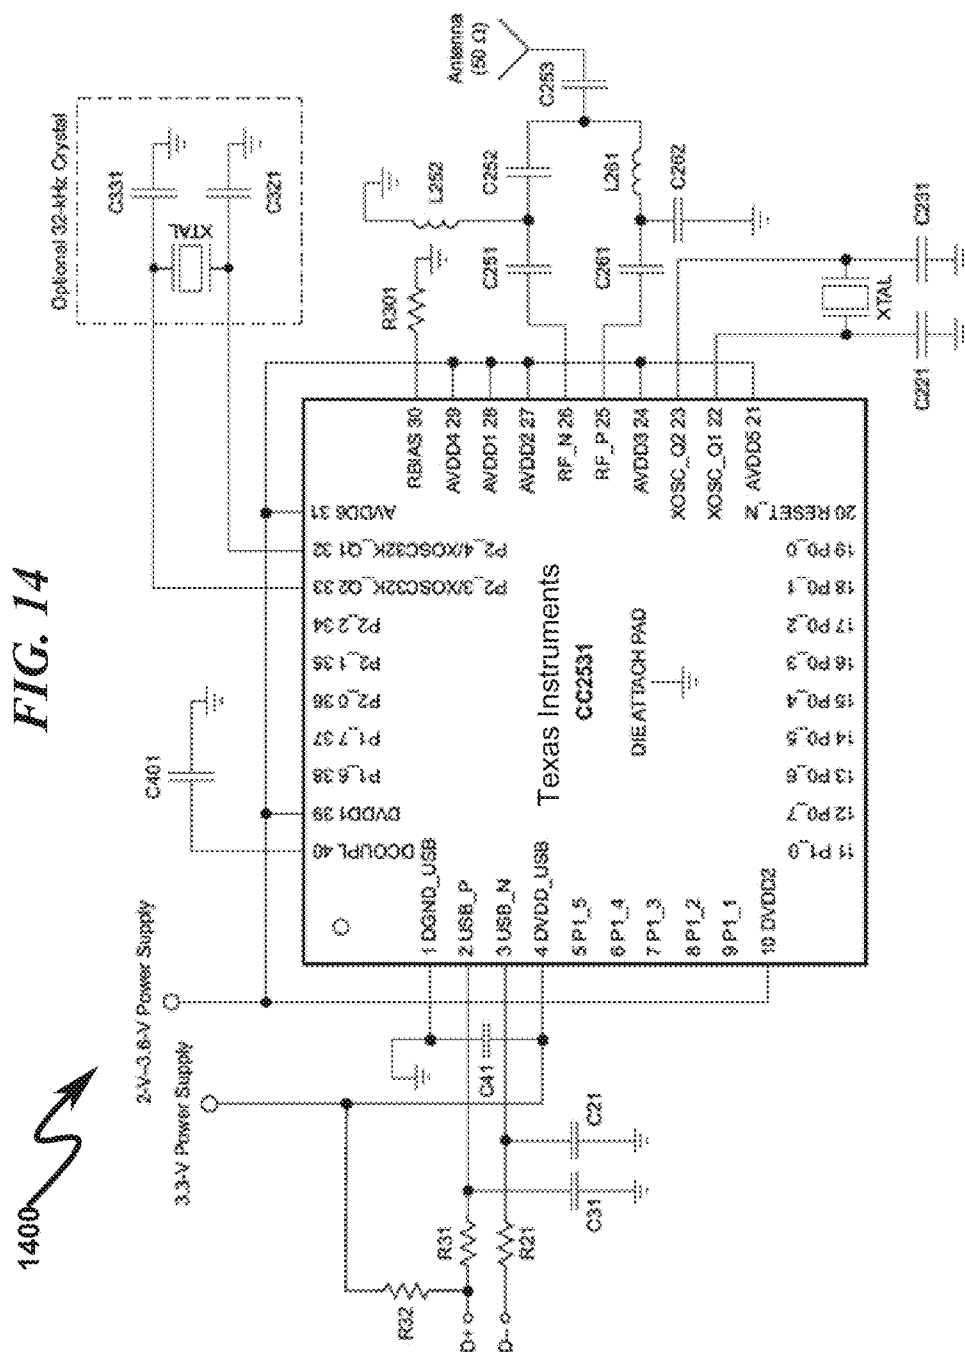 FIG. 14
1400
2-V–3.6-V Power Supply
3.3-V Power Supply
Optional 32-kHz Crystal
C331
XTAL
C321
C401
R301
L252
C251
C252
C253
Antenna
(50 Ω)
L261
C261
C262
C221
XTAL
C231
R32
R31
R21
D+
D–
C31
C21
C41
Texas Instruments
CC2531
DIE ATTACH PAD
1 DGND_USB
2 USB_P
3 USB_N
4 DVDD_USB
5 P1_5
6 P1_4
7 P1_3
8 P1_2
9 P1_1
10 DVDD2
11 P1_0
12 P0_7
13 P0_6
14 P0_5
15 P0_4
16 P0_3
17 P0_2
18 P0_1
19 P0_0
20 RESET_N
AVDD5 21
XOSC_Q1 22
XOSC_Q2 23
AVDD3 24
RF_P 25
RF_N 26
AVDD2 27
AVDD1 28
AVDD4 29
RBIAS 30
AVDD6 31
P2_4/XOSC32K_Q1 32
P2_3/XOSC32K_Q2 33
P2_2 34
P2_1 35
P2_0 36
P1_7 37
P1_6 38
DVDD1 39
DCOUPL 40